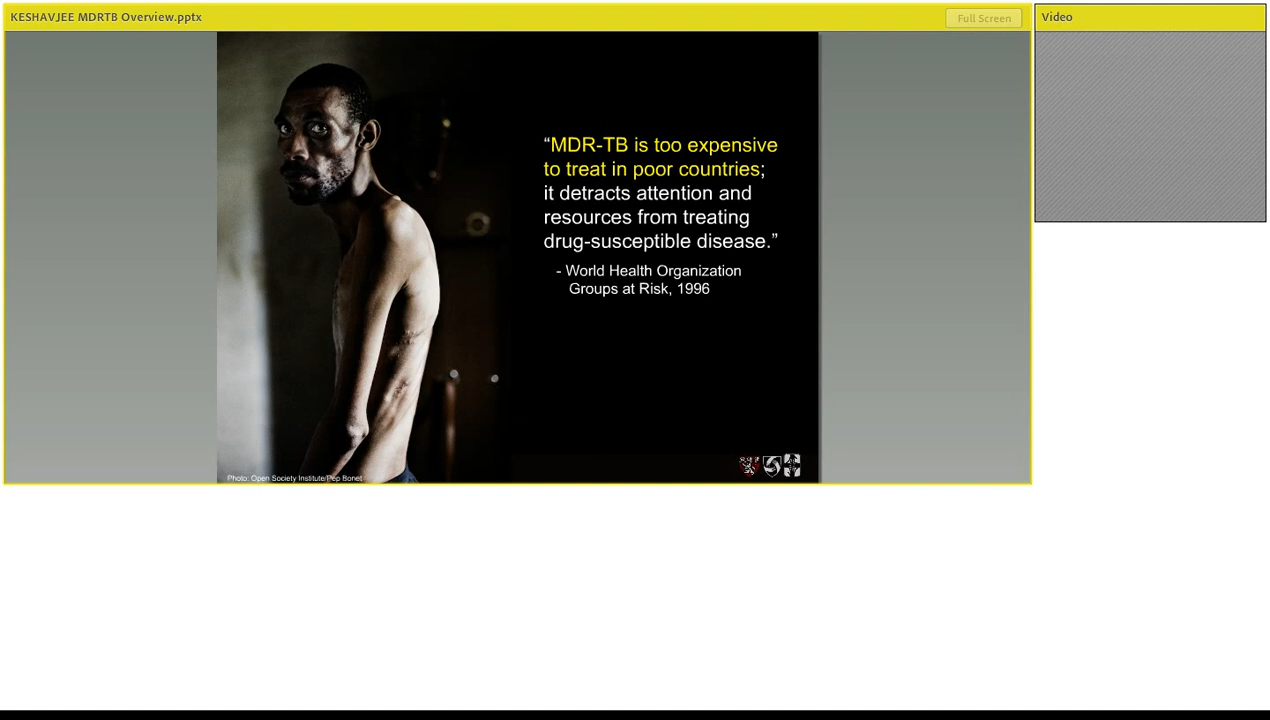 KESHAVJEE MDRTB Overview.pptx
Full Screen
Video
“MDR-TB is too expensive
to treat in poor countries;
it detracts attention and
resources from treating
drug-susceptible disease.”
- World Health Organization
Groups at Risk, 1996
Photo: Open Society Institute/Pep Bonet